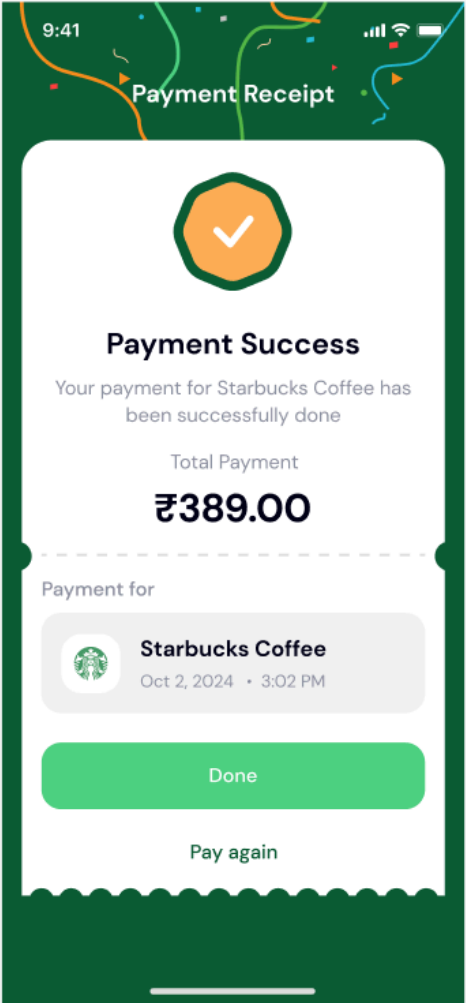 9:41
Payment Receipt
Payment Success
Your payment for Starbucks Coffee has
been successfully done
Total Payment
₹389.00
Payment for
Starbucks Coffee
Oct 2, 2024 • 3:02 PM
Done
Pay again